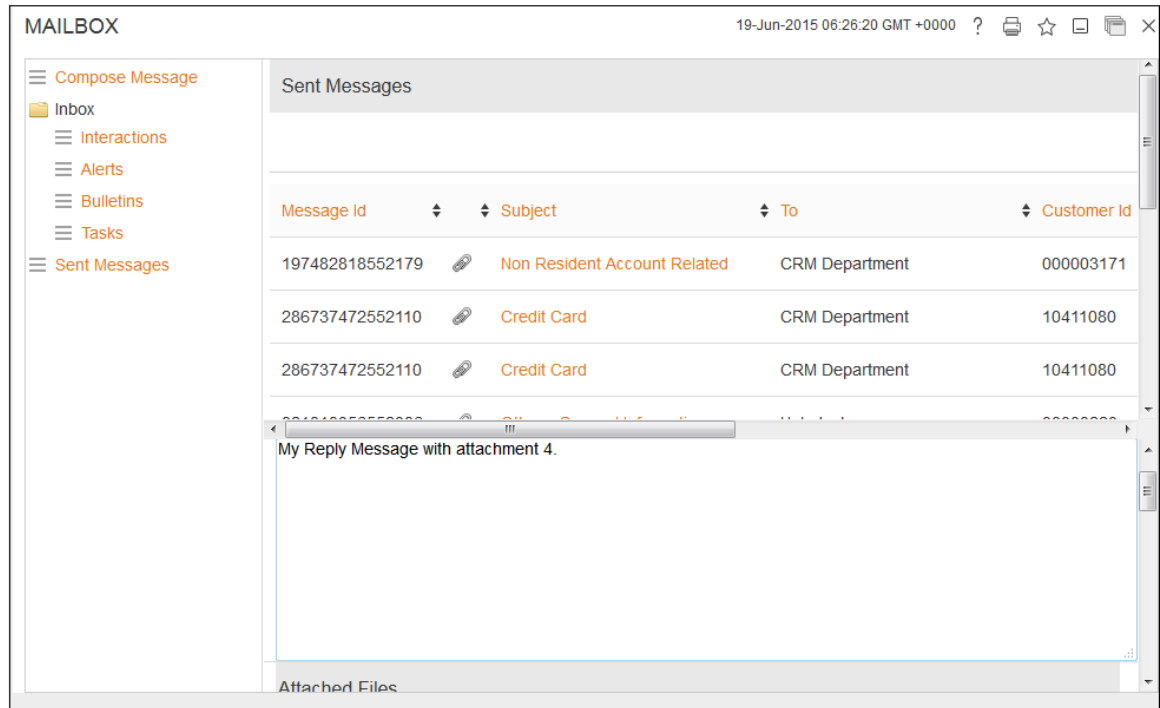 MAILBOX
19-Jun-2015 06:26:20 GMT +0000 ?
Compose Message
Inbox
Interactions
Alerts
Bulletins
Tasks
Sent Messages
Sent Messages
Message Id Subject To Customer Id
197482818552179 Non Resident Account Related CRM Department 000003171
286737472552110 Credit Card CRM Department 10411080
286737472552110 Credit Card CRM Department 10411080
My Reply Message with attachment 4.
Attached Files